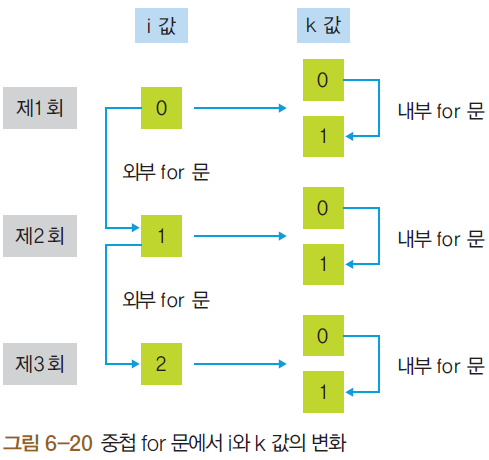 i 값
k 값
제1회
0
0
1
내부 for 문
외부 for 문
제2회
1
0
1
내부 for 문
외부 for 문
제3회
2
0
1
내부 for 문
그림 6-20 중첩 for 문에서 i와 k 값의 변화